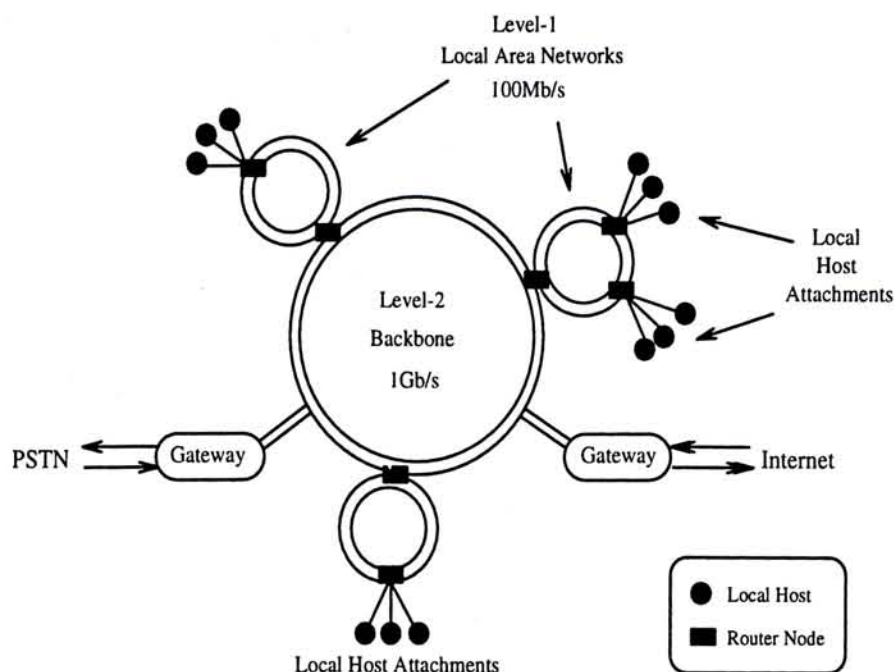 Level-1
Local Area Networks
100Mb/s
Local
Host
Attachments
Level-2
Backbone
1Gb/s
PSTN
Gateway
Gateway
Internet
Local Host Attachments
Local Host
Router Node